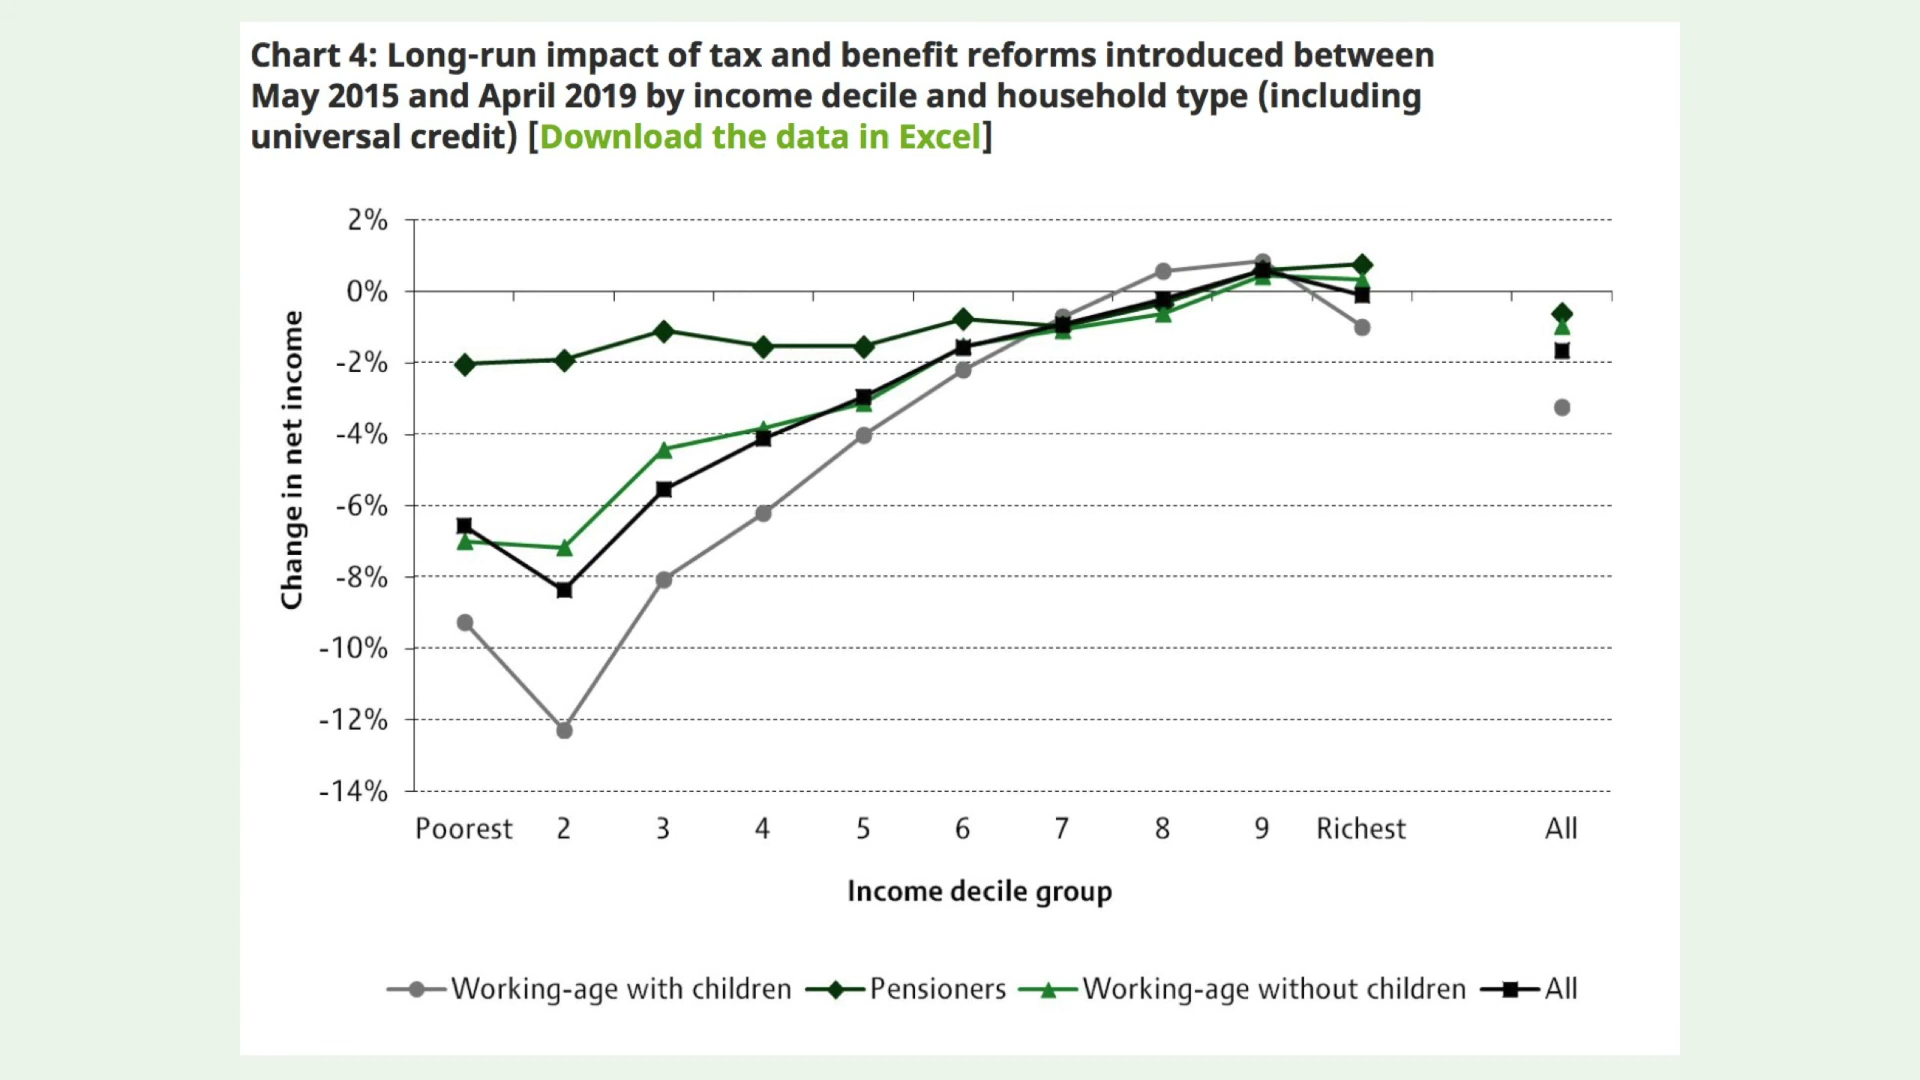 Chart 4: Long-run impact of tax and benefit reforms introduced between
May 2015 and April 2019 by income decile and household type (including
universal credit) [Download the data in Excel]
2%
0%
-2%
-4%
-6%
-8%
-10%
-12%
-14%
Change in net income
Poorest 2 3 4 5 6 7 8 9 Richest All
Income decile group
Working-age with children Pensioners Working-age without children All